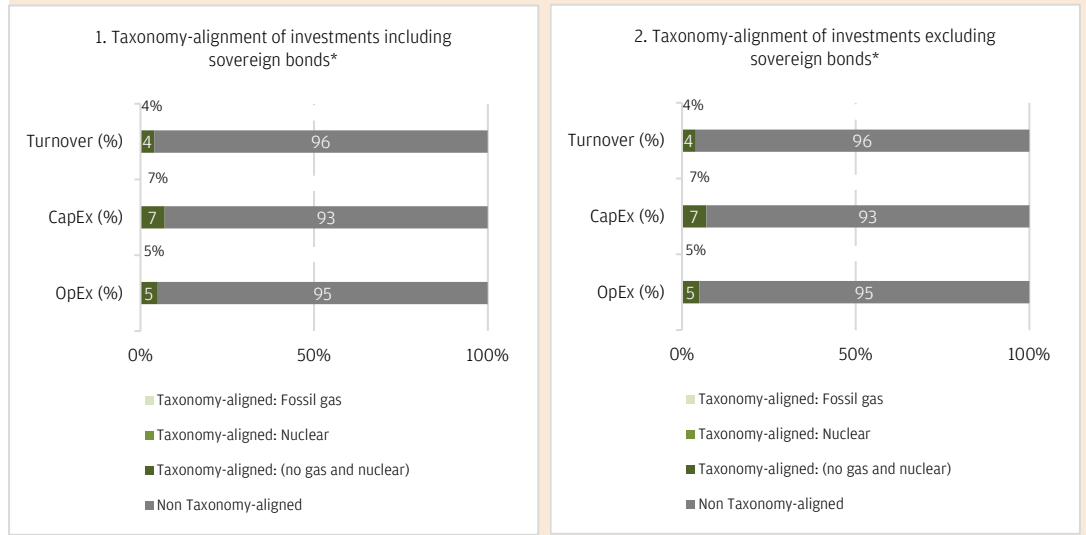 1. Taxonomy-alignment of investments including
sovereign bonds*
4%
Turnover (%) 4 96
7%
CapEx (%) 7 93
5%
OpEx (%) 5 95
0% 50% 100%
Taxonomy-aligned: Fossil gas
Taxonomy-aligned: Nuclear
Taxonomy-aligned: (no gas and nuclear)
Non Taxonomy-aligned
2. Taxonomy-alignment of investments excluding
sovereign bonds*
4%
Turnover (%) 4 96
7%
CapEx (%) 7 93
5%
OpEx (%) 5 95
0% 50% 100%
Taxonomy-aligned: Fossil gas
Taxonomy-aligned: Nuclear
Taxonomy-aligned: (no gas and nuclear)
Non Taxonomy-aligned